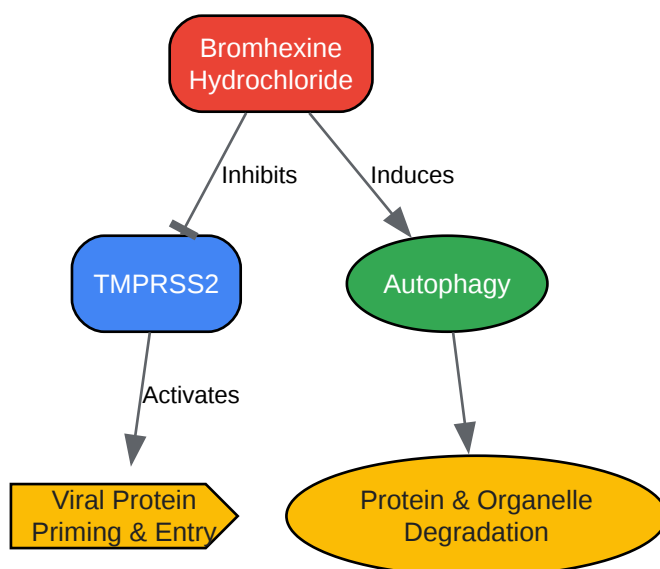 Bromhexine
Hydrochloride
Inhibits
Induces
TMPRSS2
Autophagy
Activates
Viral Protein
Priming & Entry
Protein & Organelle
Degradation